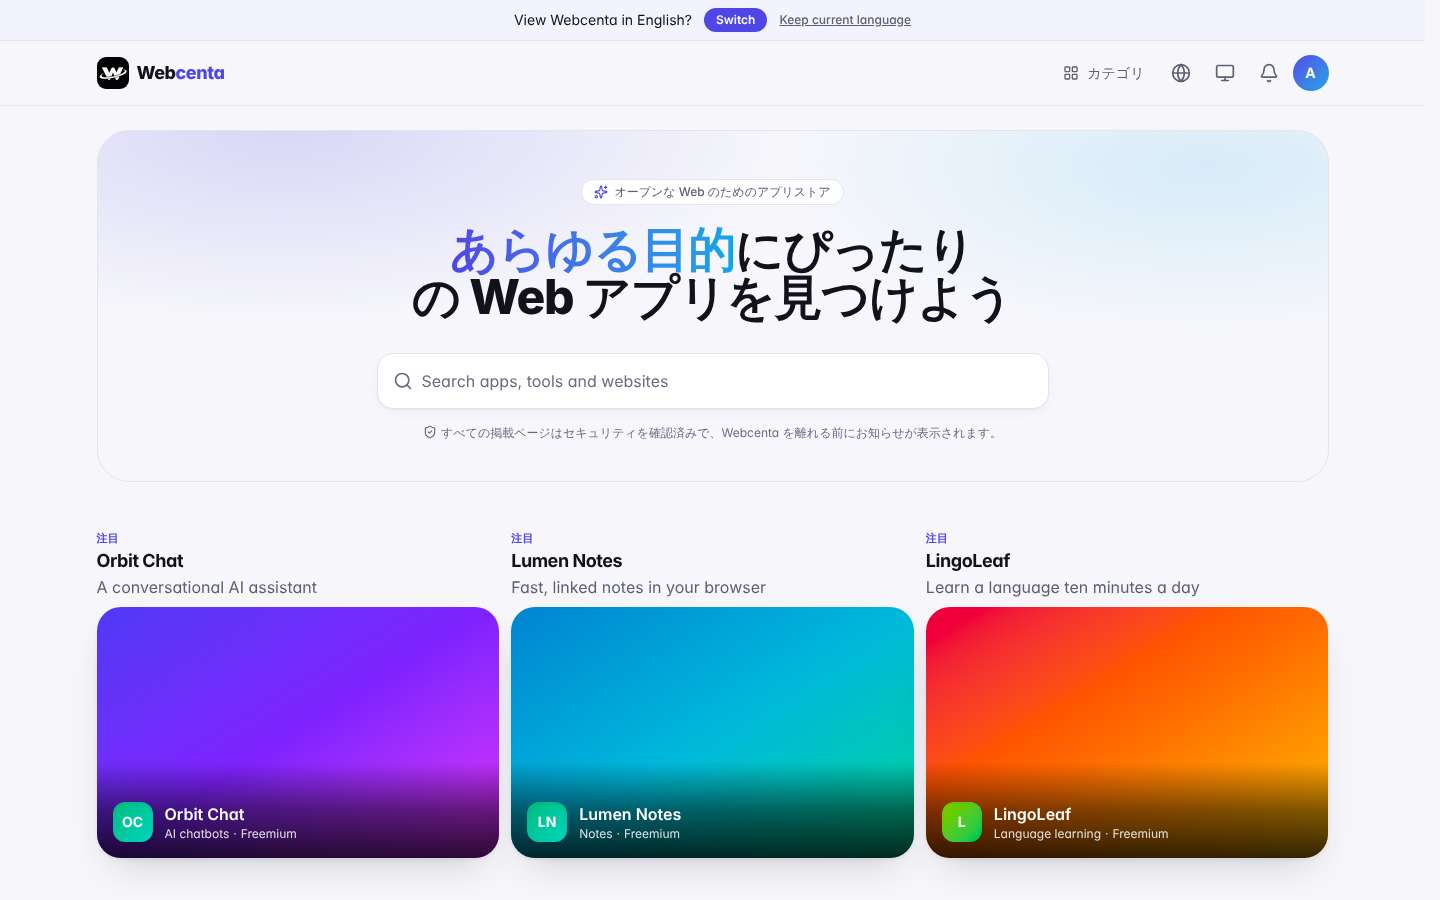 View Webcenta in English? Switch Keep current language
Webcenta
カテゴリ
A
オープンな Web のためのアプリストア
あらゆる目的にぴったり
の Web アプリを見つけよう
Search apps, tools and websites
すべての掲載ページはセキュリティを確認済みで、Webcenta を離れる前にお知らせが表示されます。
注目
Orbit Chat
A conversational AI assistant
OC
Orbit Chat
AI chatbots · Freemium
注目
Lumen Notes
Fast, linked notes in your browser
LN
Lumen Notes
Notes · Freemium
注目
LingoLeaf
Learn a language ten minutes a day
L
LingoLeaf
Language learning · Freemium